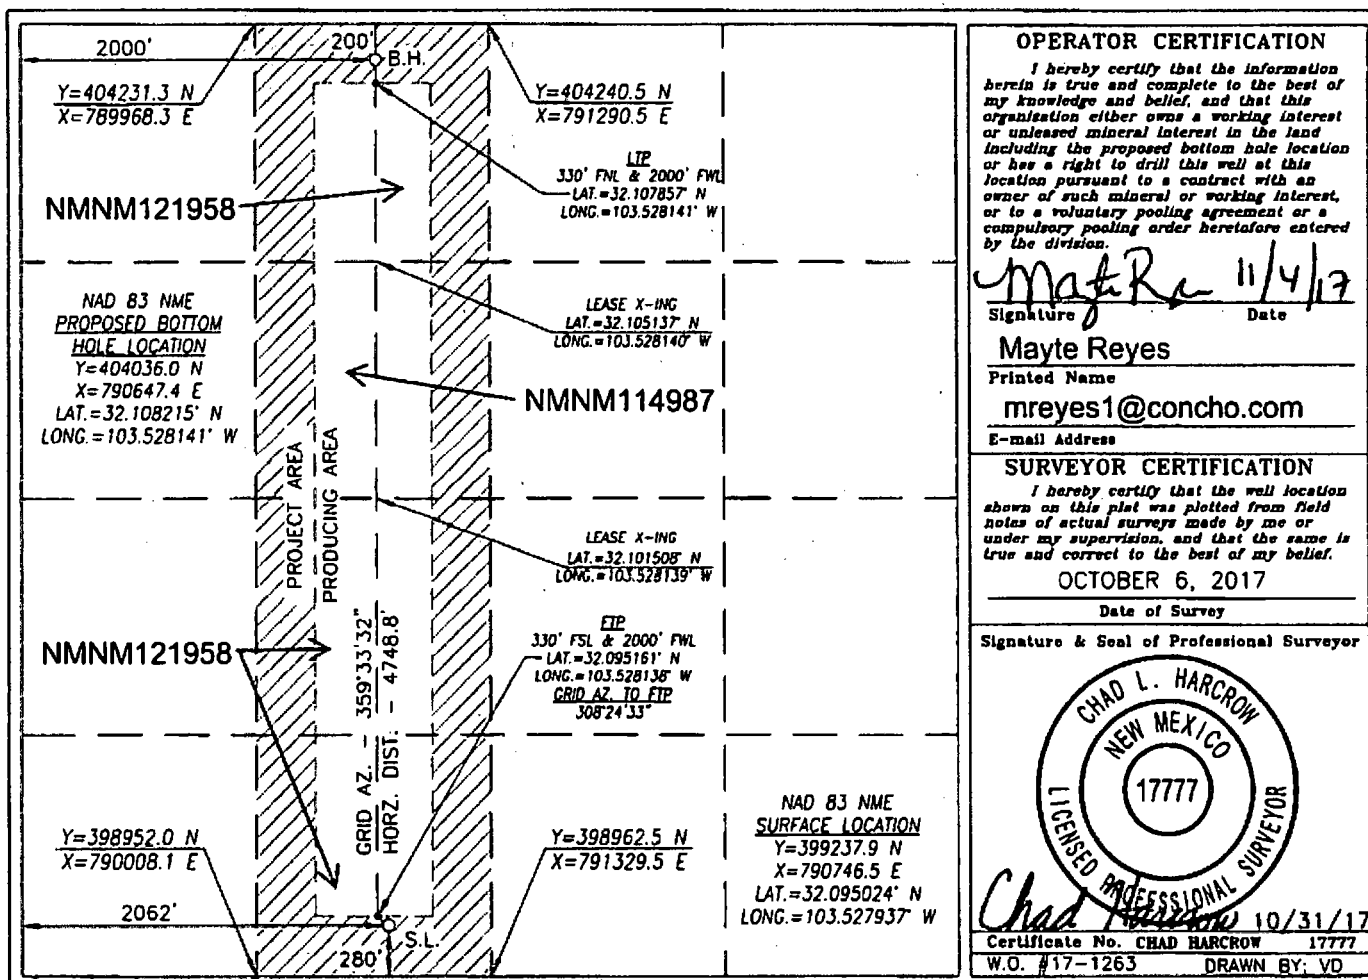 2000'
200'
B.H.
Y=404231.3 N
X=789968.3 E
Y=404240.5 N
X=791290.5 E
LTP
330' FNL & 2000' FWL
LAT.=32.107857° N
LONG.=103.528141° W
NMNM121958
NAD 83 NME
PROPOSED BOTTOM
HOLE LOCATION
Y=404036.0 N
X=790647.4 E
LAT.=32.108215° N
LONG.=103.528141° W
LEASE X-ING
LAT.=32.105137° N
LONG.=103.528140° W
NMNM114987
PROJECT AREA
PRODUCING AREA
LEASE X-ING
LAT.=32.101508° N
LONG.=103.528139° W
FTP
330' FSL & 2000' FWL
LAT.=32.095161° N
LONG.=103.528138° W
GRID AZ. TO FTP
308°24'33"
NMNM121958
GRID AZ. - 359°33'32"
HORZ. DIST. - 4748.8'
Y=398952.0 N
X=790008.1 E
Y=398962.5 N
X=791329.5 E
NAD 83 NME
SURFACE LOCATION
Y=399237.9 N
X=790746.5 E
LAT.=32.095024° N
LONG.=103.527937° W
2062'
S.L.
280'
OPERATOR CERTIFICATION
I hereby certify that the information
herein is true and complete to the best of
my knowledge and belief, and that this
organization either owns a working interest
or unleased mineral interest in the land
including the proposed bottom hole location
or has a right to drill this well at this
location pursuant to a contract with an
owner of such mineral or working interest,
or to a voluntary pooling agreement or a
compulsory pooling order heretofore entered
by the division.
11/4/17
Signature Date
Mayte Reyes
Printed Name
mreyes1@concho.com
E-mail Address
SURVEYOR CERTIFICATION
I hereby certify that the well location
shown on this plat was plotted from field
notes of actual surveys made by me or
under my supervision, and that the same is
true and correct to the best of my belief.
OCTOBER 6, 2017
Date of Survey
Signature & Seal of Professional Surveyor
CHAD L. HARCROW
NEW MEXICO
17777
LICENSED PROFESSIONAL SURVEYOR
Chad Harcrow 10/31/17
Certificate No. CHAD HARCROW 17777
W.O. #17-1263 DRAWN BY: VD